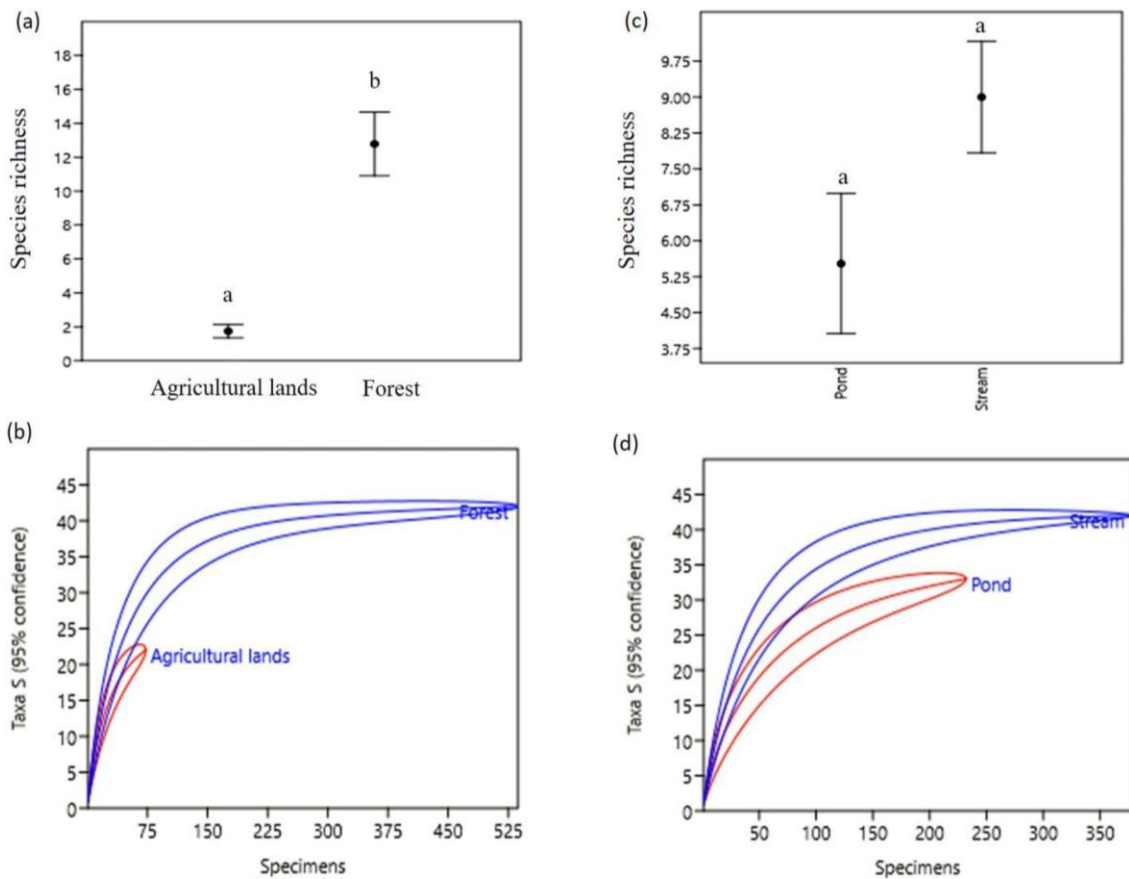 (a)
Species richness
18
16
14
12
10
8
6
4
2
0
a
b
Agricultural lands
Forest
(c)
Species richness
9.75
9.00
8.25
7.50
6.75
6.00
5.25
4.50
3.75
a
a
Pond
Stream
(b)
Taxa S (95% confidence)
45
40
35
30
25
20
15
10
5
0
Forest
Agricultural lands
75 150 225 300 375 450 525
Specimens
(d)
Taxa S (95% confidence)
45
40
35
30
25
20
15
10
5
0
Stream
Pond
50 100 150 200 250 300 350
Specimens